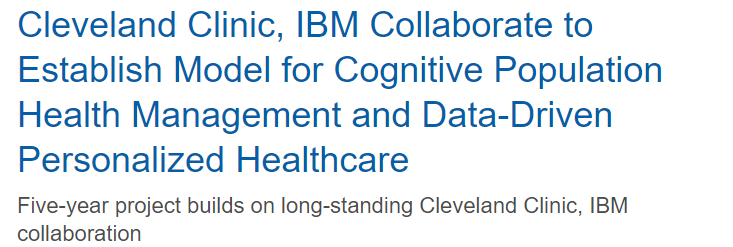 Cleveland Clinic, IBM Collaborate to
Establish Model for Cognitive Population
Health Management and Data-Driven
Personalized Healthcare
Five-year project builds on long-standing Cleveland Clinic, IBM
collaboration